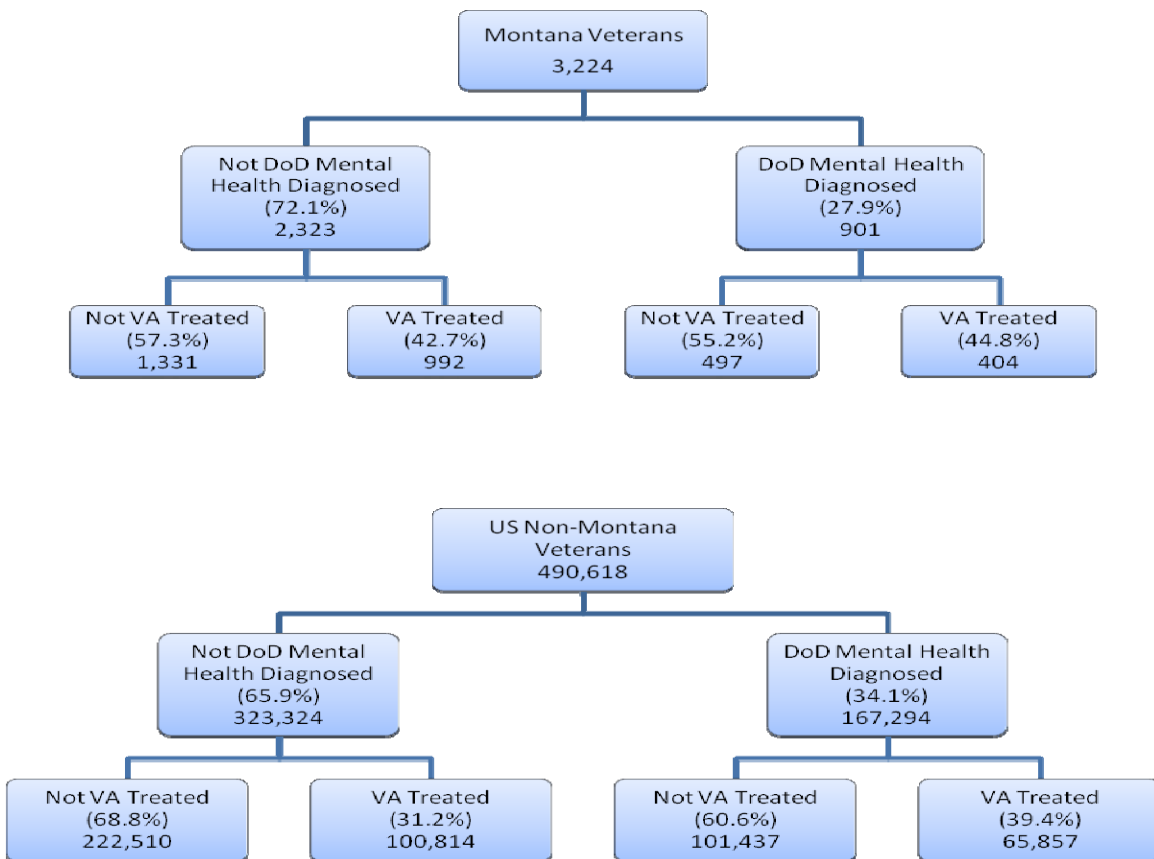 Montana Veterans
3,224
Not DoD Mental
Health Diagnosed
(72.1%)
2,323
DoD Mental Health
Diagnosed
(27.9%)
901
Not VA Treated
(57.3%)
1,331
VA Treated
(42.7%)
992
Not VA Treated
(55.2%)
497
VA Treated
(44.8%)
404
US Non-Montana
Veterans
490,618
Not DoD Mental
Health Diagnosed
(65.9%)
323,324
DoD Mental Health
Diagnosed
(34.1%)
167,294
Not VA Treated
(68.8%)
222,510
VA Treated
(31.2%)
100,814
Not VA Treated
(60.6%)
101,437
VA Treated
(39.4%)
65,857